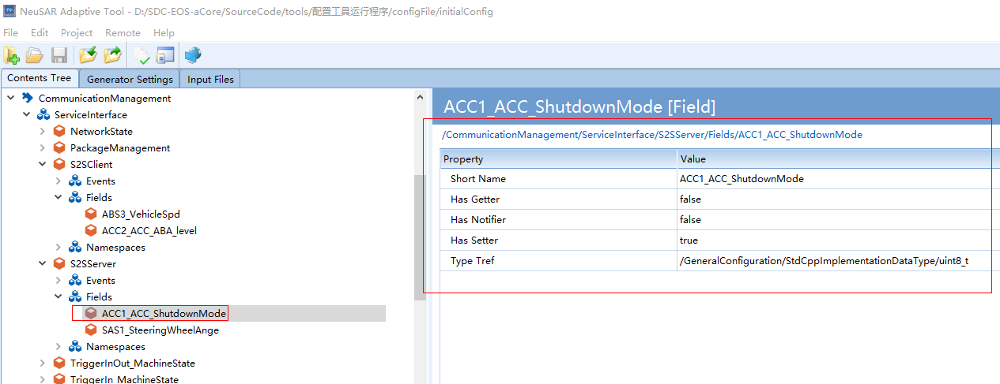 NeuSAR Adaptive Tool - D:/SDC-EOS-aCore/SourceCode/tools/配置工具运行程序/configFile/initialConfig
File Edit Project Remote Help
Contents Tree Generator Settings Input Files
CommunicationManagement
ServiceInterface
NetworkState
PackageManagement
S2SClient
Events
Fields
ABS3_VehicleSpd
ACC2_ACC_ABA_level
Namespaces
S2SServer
Events
Fields
ACC1_ACC_ShutdownMode
SAS1_SteeringWheelAnge
Namespaces
TriggerInOut_MachineState
TriggerIn_MachineState
ACC1_ACC_ShutdownMode [Field]
/CommunicationManagement/ServiceInterface/S2SServer/Fields/ACC1_ACC_ShutdownMode
Property Value
Short Name ACC1_ACC_ShutdownMode
Has Getter false
Has Notifier false
Has Setter true
Type Tref /GeneralConfiguration/StdCppImplementationDataType/uint8_t